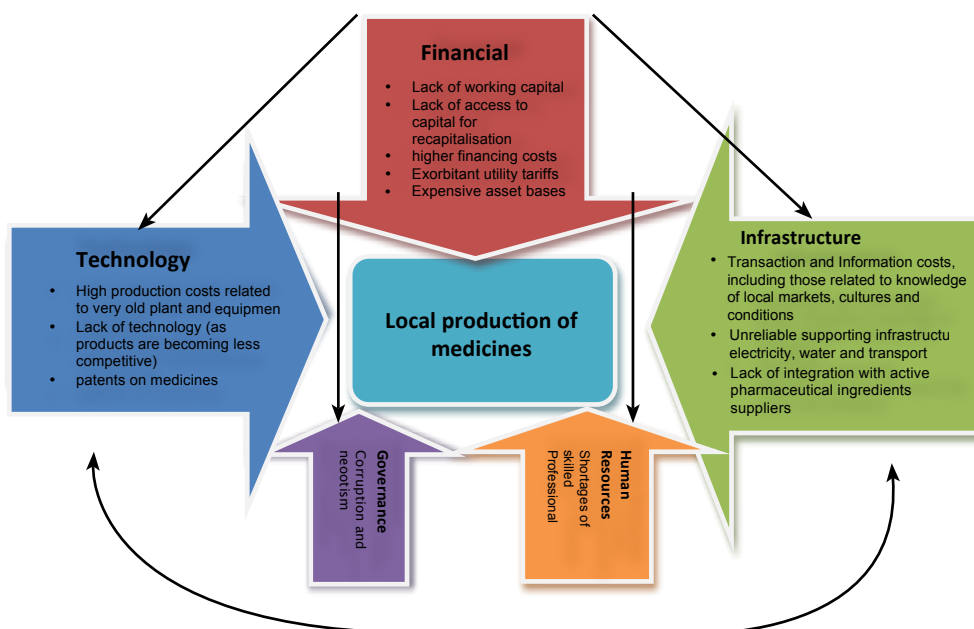 Financial
• Lack of working capital
• Lack of access to
capital for
recapitalisation
• higher financing costs
• Exorbitant utility tariffs
• Expensive asset bases
Technology
• High production costs related
to very old plant and equipmen
• Lack of technology (as
products are becoming less
competitive)
• patents on medicines
Local production of
medicines
Infrastructure
• Transaction and Information costs,
including those related to knowledge
of local markets, cultures and
conditions
• Unreliable supporting infrastructu
electricity, water and transport
• Lack of integration with active
pharmaceutical ingredients
suppliers
Governance
Corruption and
neootism
Human
Resources
Shortages of
skilled
Professional